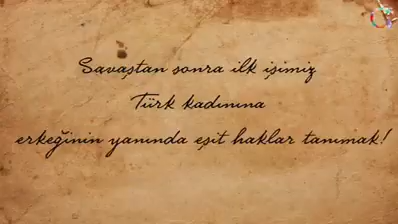 Savaştan sonra ilk işimiz
Türk kadınına
erkeğinin yanında eşit haklar tanımak!